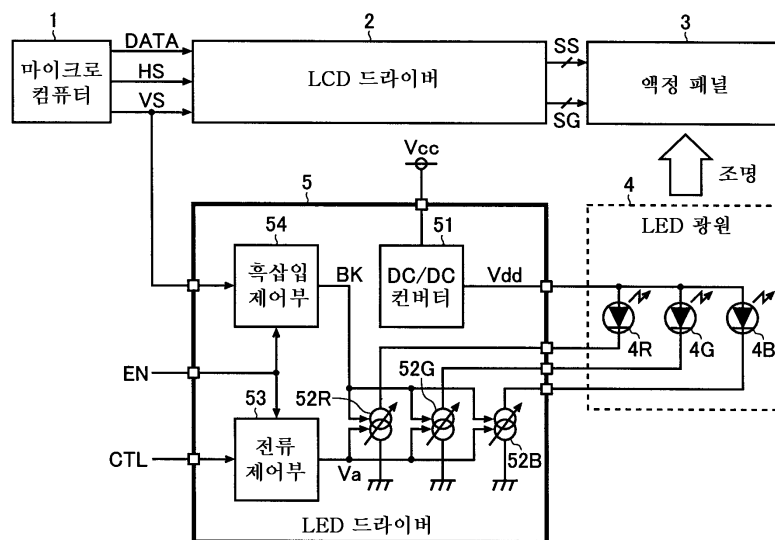 1
마이크로
컴퓨터
DATA
HS
VS
2
LCD 드라이버
SS
SG
3
액정 패널
Vcc
조명
5
4
LED 광원
54
흑삽입
제어부
BK
51
DC/DC
컨버터
Vdd
4R
4G
4B
EN
53
전류
제어부
CTL
Va
52R
52G
52B
LED 드라이버